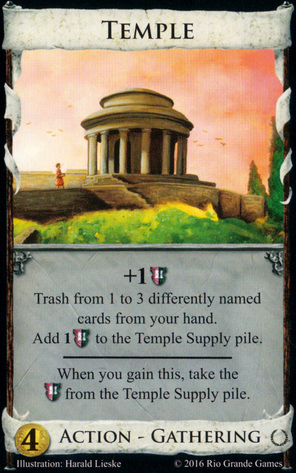 TEMPLE
+1
Trash from 1 to 3 differently named
cards from your hand.
Add 1 to the Temple Supply pile.
When you gain this, take the
from the Temple Supply pile.
4 ACTION - GATHERING
Illustration: Harald Lieske © 2016 Rio Grande Games